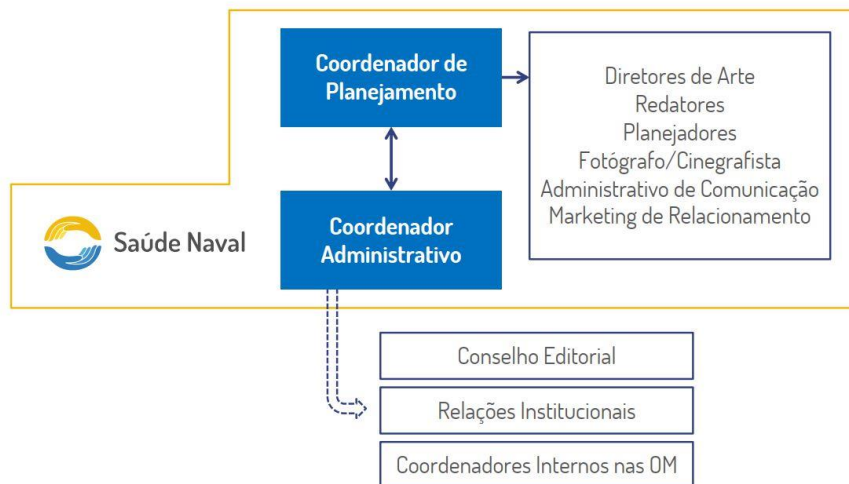 Coordenador de
Planejamento
Diretores de Arte
Redatores
Planejadores
Fotógrafo/Cinegrafista
Administrativo de Comunicação
Marketing de Relacionamento
Saúde Naval
Coordenador
Administrativo
Conselho Editorial
Relações Institucionais
Coordenadores Internos nas OM